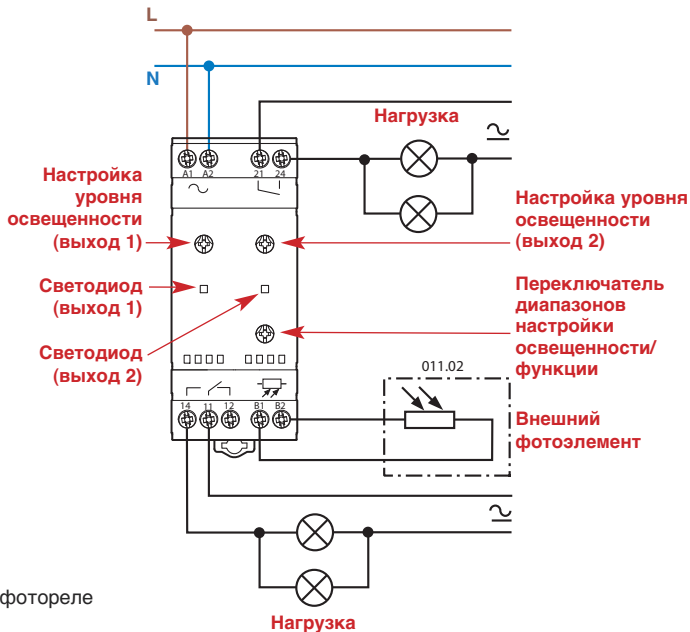 L
N
Нагрузка
A1 A2 21 24
Настройка
уровня
освещенности
(выход 1)
Настройка уровня
освещенности
(выход 2)
Светодиод
(выход 1)
Переключатель
диапазонов
настройки
освещенности/
функции
Светодиод
(выход 2)
011.02
14 11 12 B1 B2
Внешний
фотоэлемент
фотореле
Нагрузка